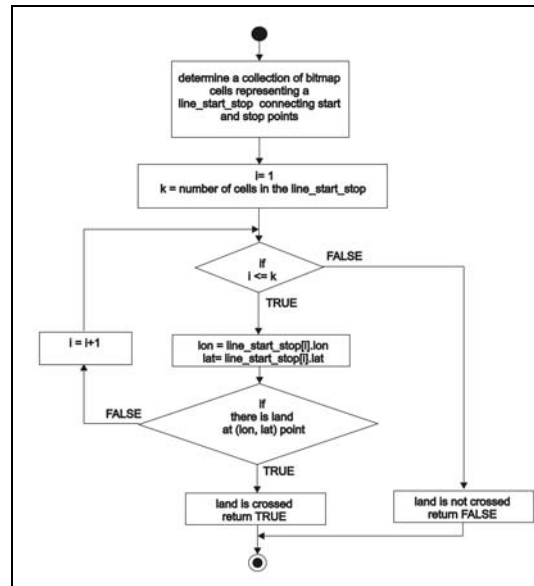 determine a collection of bitmap
cells representing a
line_start_stop connecting start
and stop points
i= 1
k = number of cells in the line_start_stop
if
i <= k
FALSE
TRUE
i = i+1
lon = line_start_stop[i].lon
lat= line_start_stop[i].lat
FALSE
if
there is land
at (lon, lat) point
TRUE
land is crossed
return TRUE
land is not crossed
return FALSE